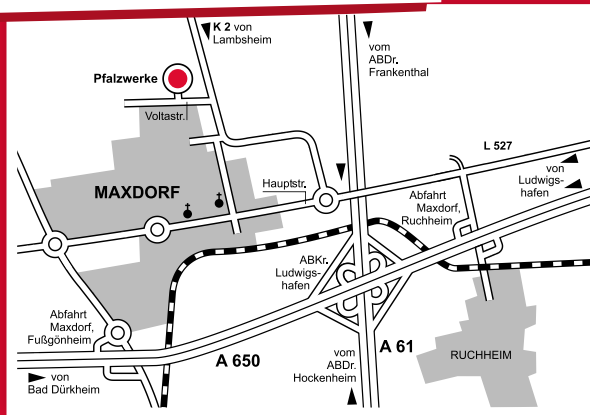 K 2 von
Lambsheim
vom
ABDr.
Frankenthal
Pfalzwerke
Voltastr.
L 527
von
Ludwigs-
hafen
MAXDORF
Hauptstr.
Abfahrt
Maxdorf,
Ruchheim
ABKr.
Ludwigs-
hafen
Abfahrt
Maxdorf,
Fußgönheim
A 650
A 61
RUCHHEIM
vom
ABDr.
Hockenheim
von
Bad Dürkheim